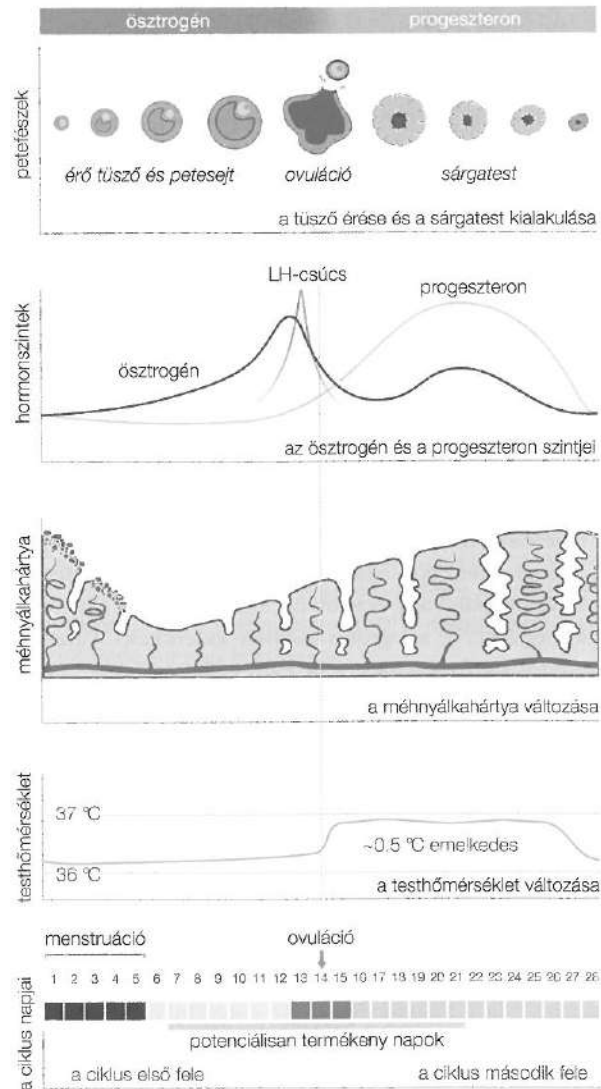 ösztrogén progeszteron
petefészek
érő tüsző és petesejt ovuláció sárgatest
a tüsző érése és a sárgatest kialakulása
hormonszintek
LH-csúcs
progeszteron
ösztrogén
az ösztrogén és a progeszteron szintjei
méhnyálkahártya
a méhnyálkahártya változása
testhőmérséklet
37 °C
~0.5 °C emelkedés
36 °C
a testhőmérséklet változása
a ciklus napjai
menstruáció ovuláció
1 2 3 4 5 6 7 8 9 10 11 12 13 14 15 16 17 18 19 20 21 22 23 24 25 26 27 28
potenciálisan termékeny napok
a ciklus első fele a ciklus második fele